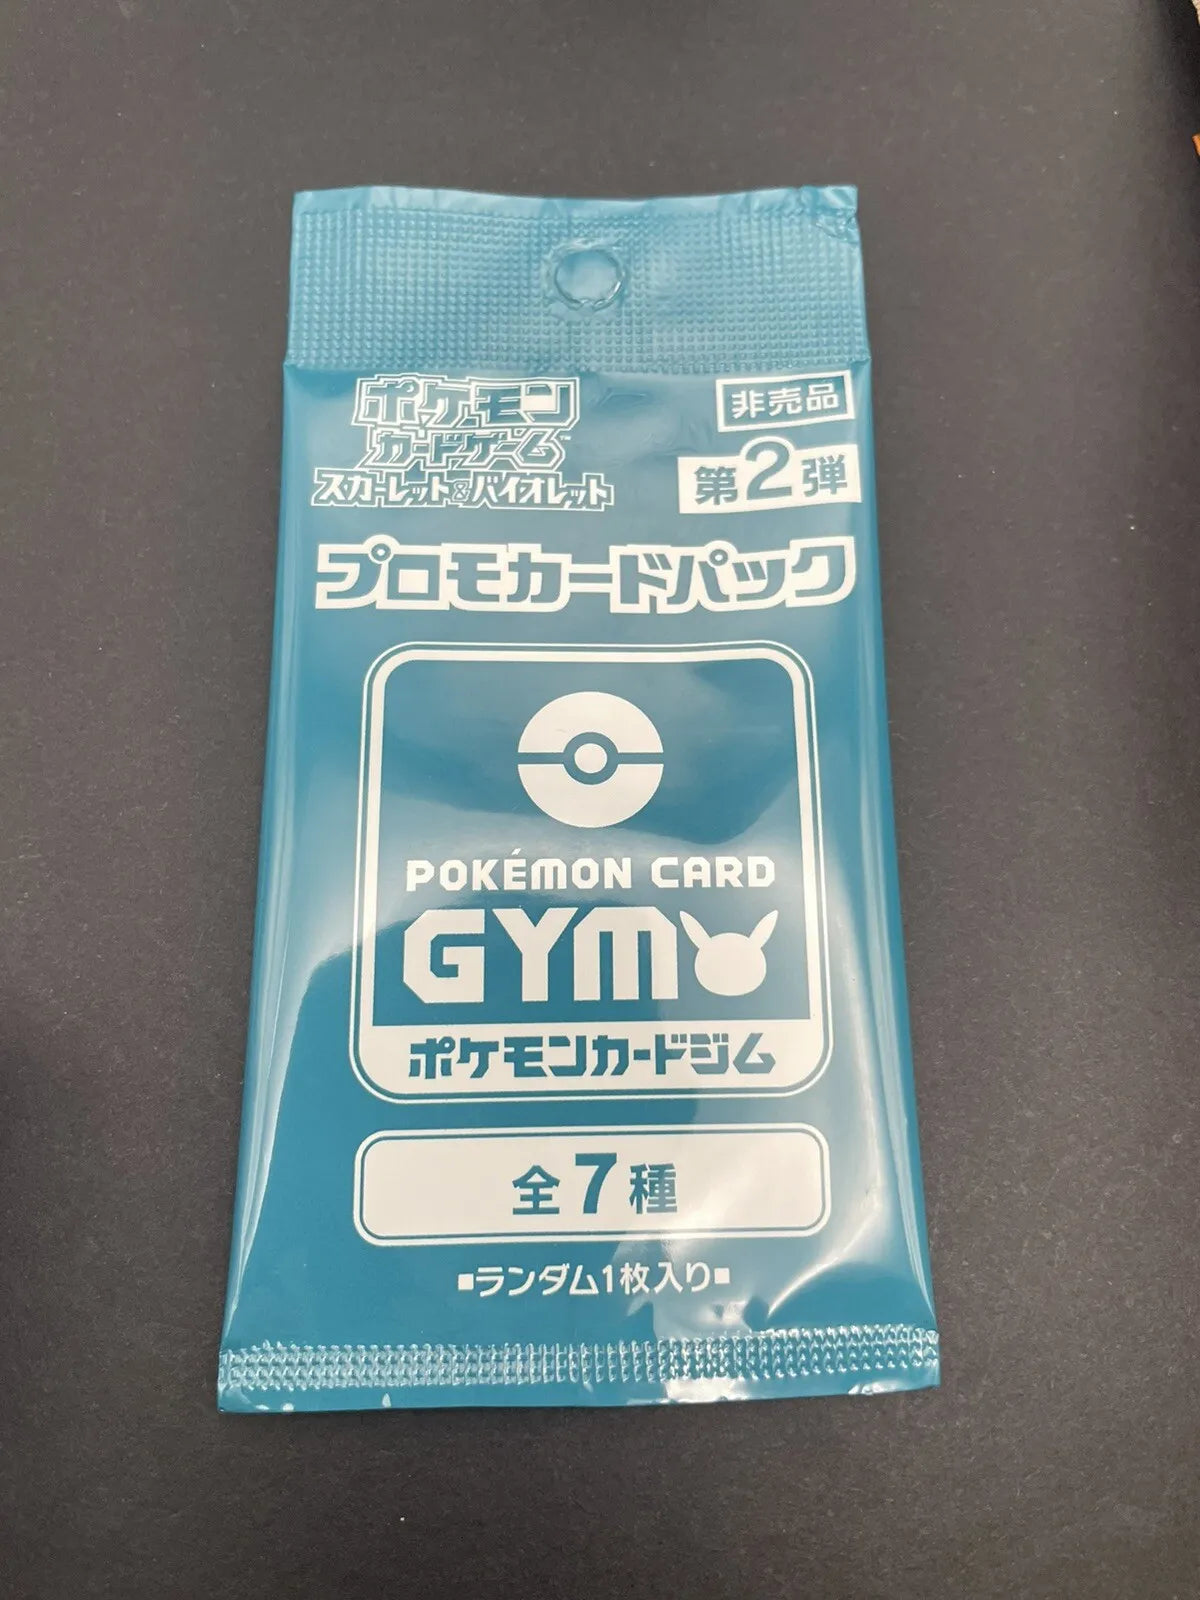 ポケモン
カードゲーム
スカーレット&バイオレット
非売品
第2弾
プロモカードパック
POKÉMON CARD
GYM
ポケモンカードジム
全7種
■ランダム1枚入り■